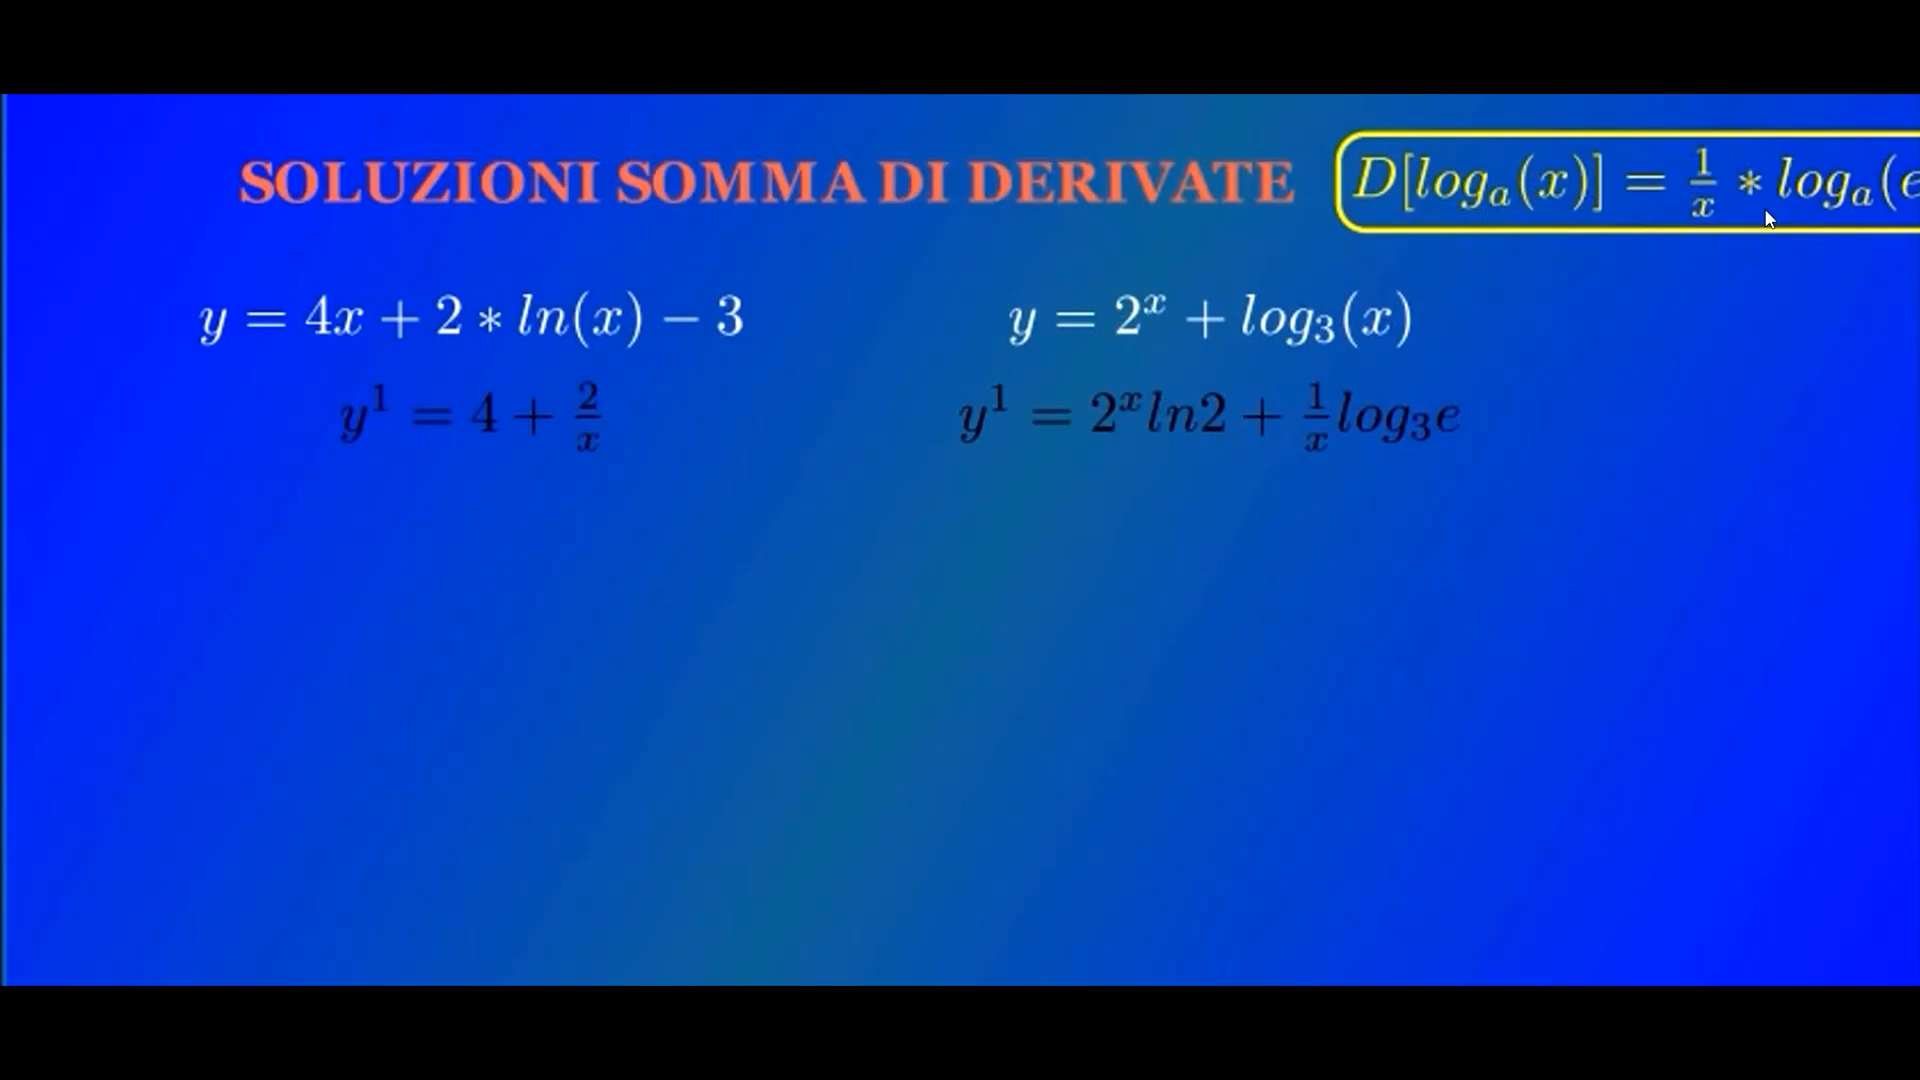 SOLUZIONI SOMMA DI DERIVATE
D[log_a(x)] = 1/x * log_a(e
y = 4x + 2 * ln(x) − 3
y = 2^x + log_3(x)
y^1 = 4 + 2/x
y^1 = 2^x ln2 + 1/x log_3 e